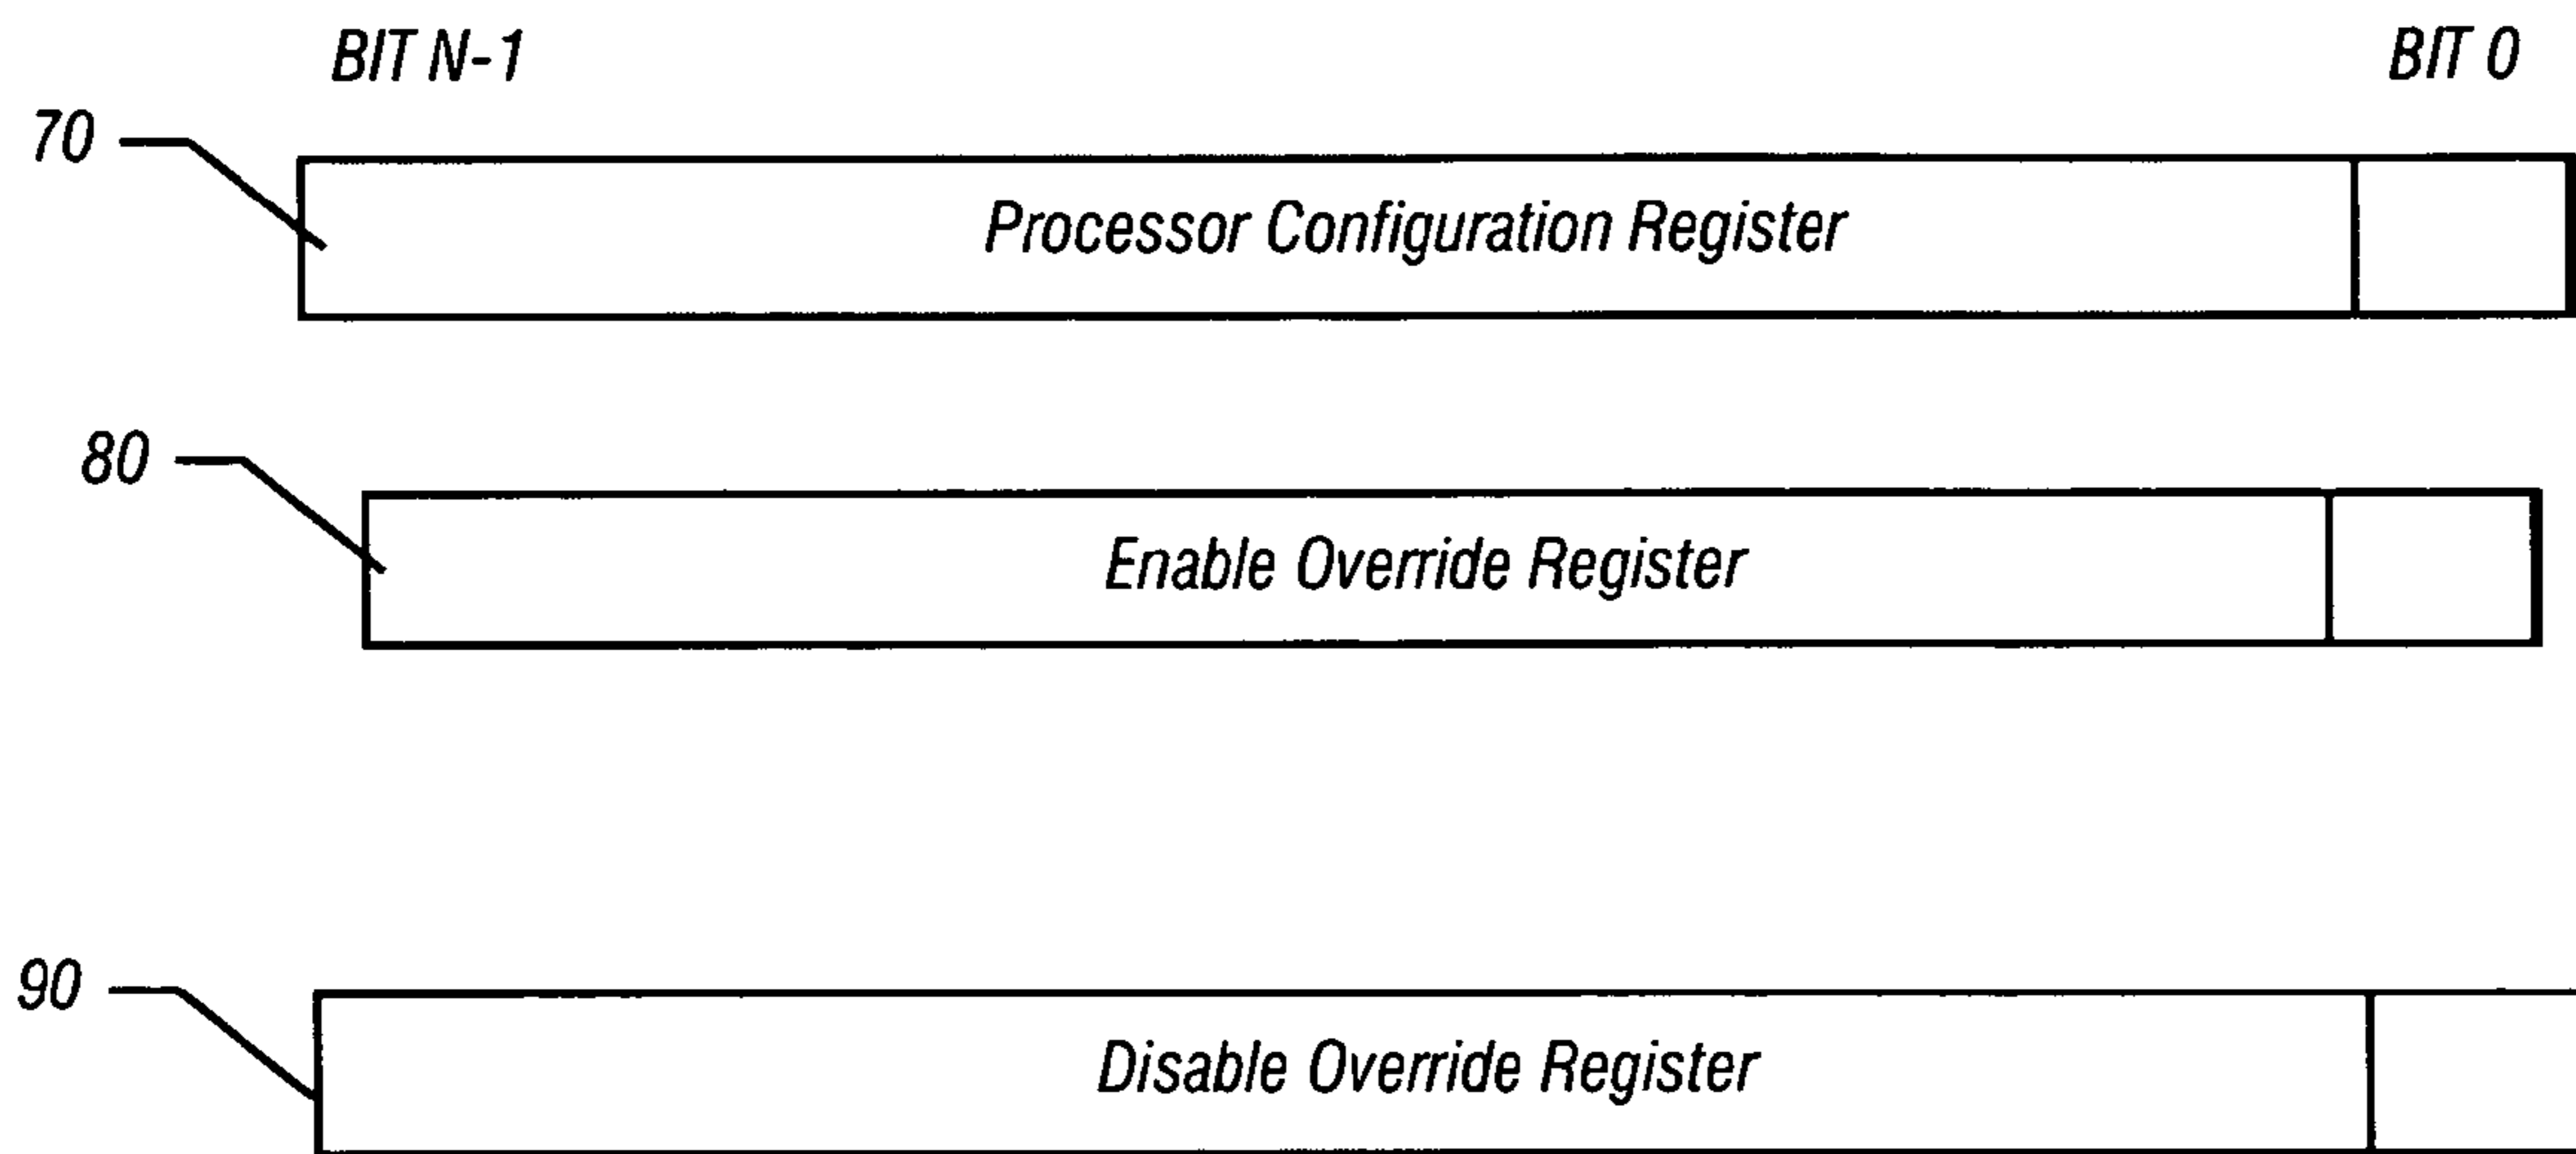 BIT N-1 BIT 0
70
Processor Configuration Register
80
Enable Override Register
90
Disable Override Register